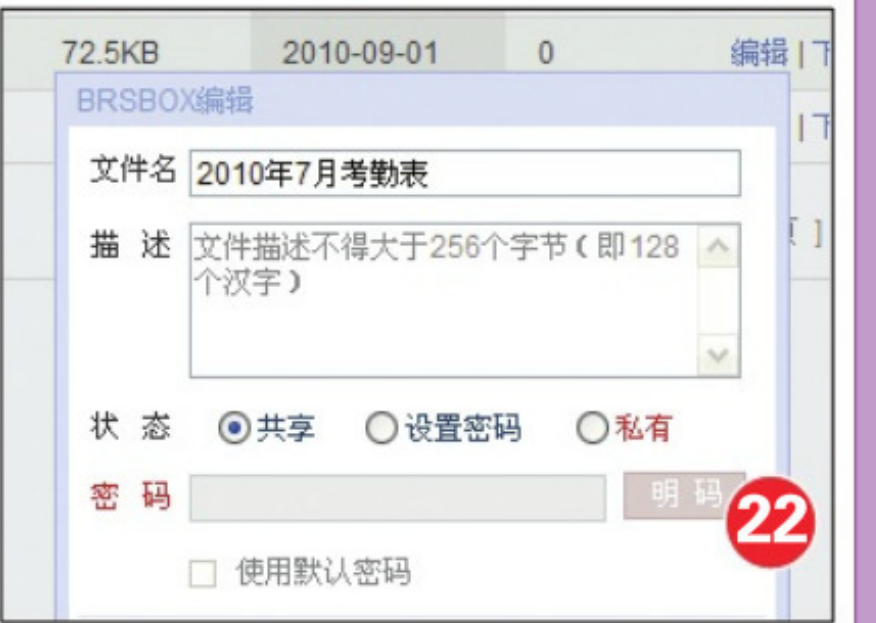 72.5KB 2010-09-01 0 编辑 | 下
BRSBOX编辑
| 下
文件名 2010年7月考勤表
描 述 文件描述不得大于256个字节（即128
个汉字）
]
状 态 共享 设置密码 私有
密 码 明 码
22
使用默认密码